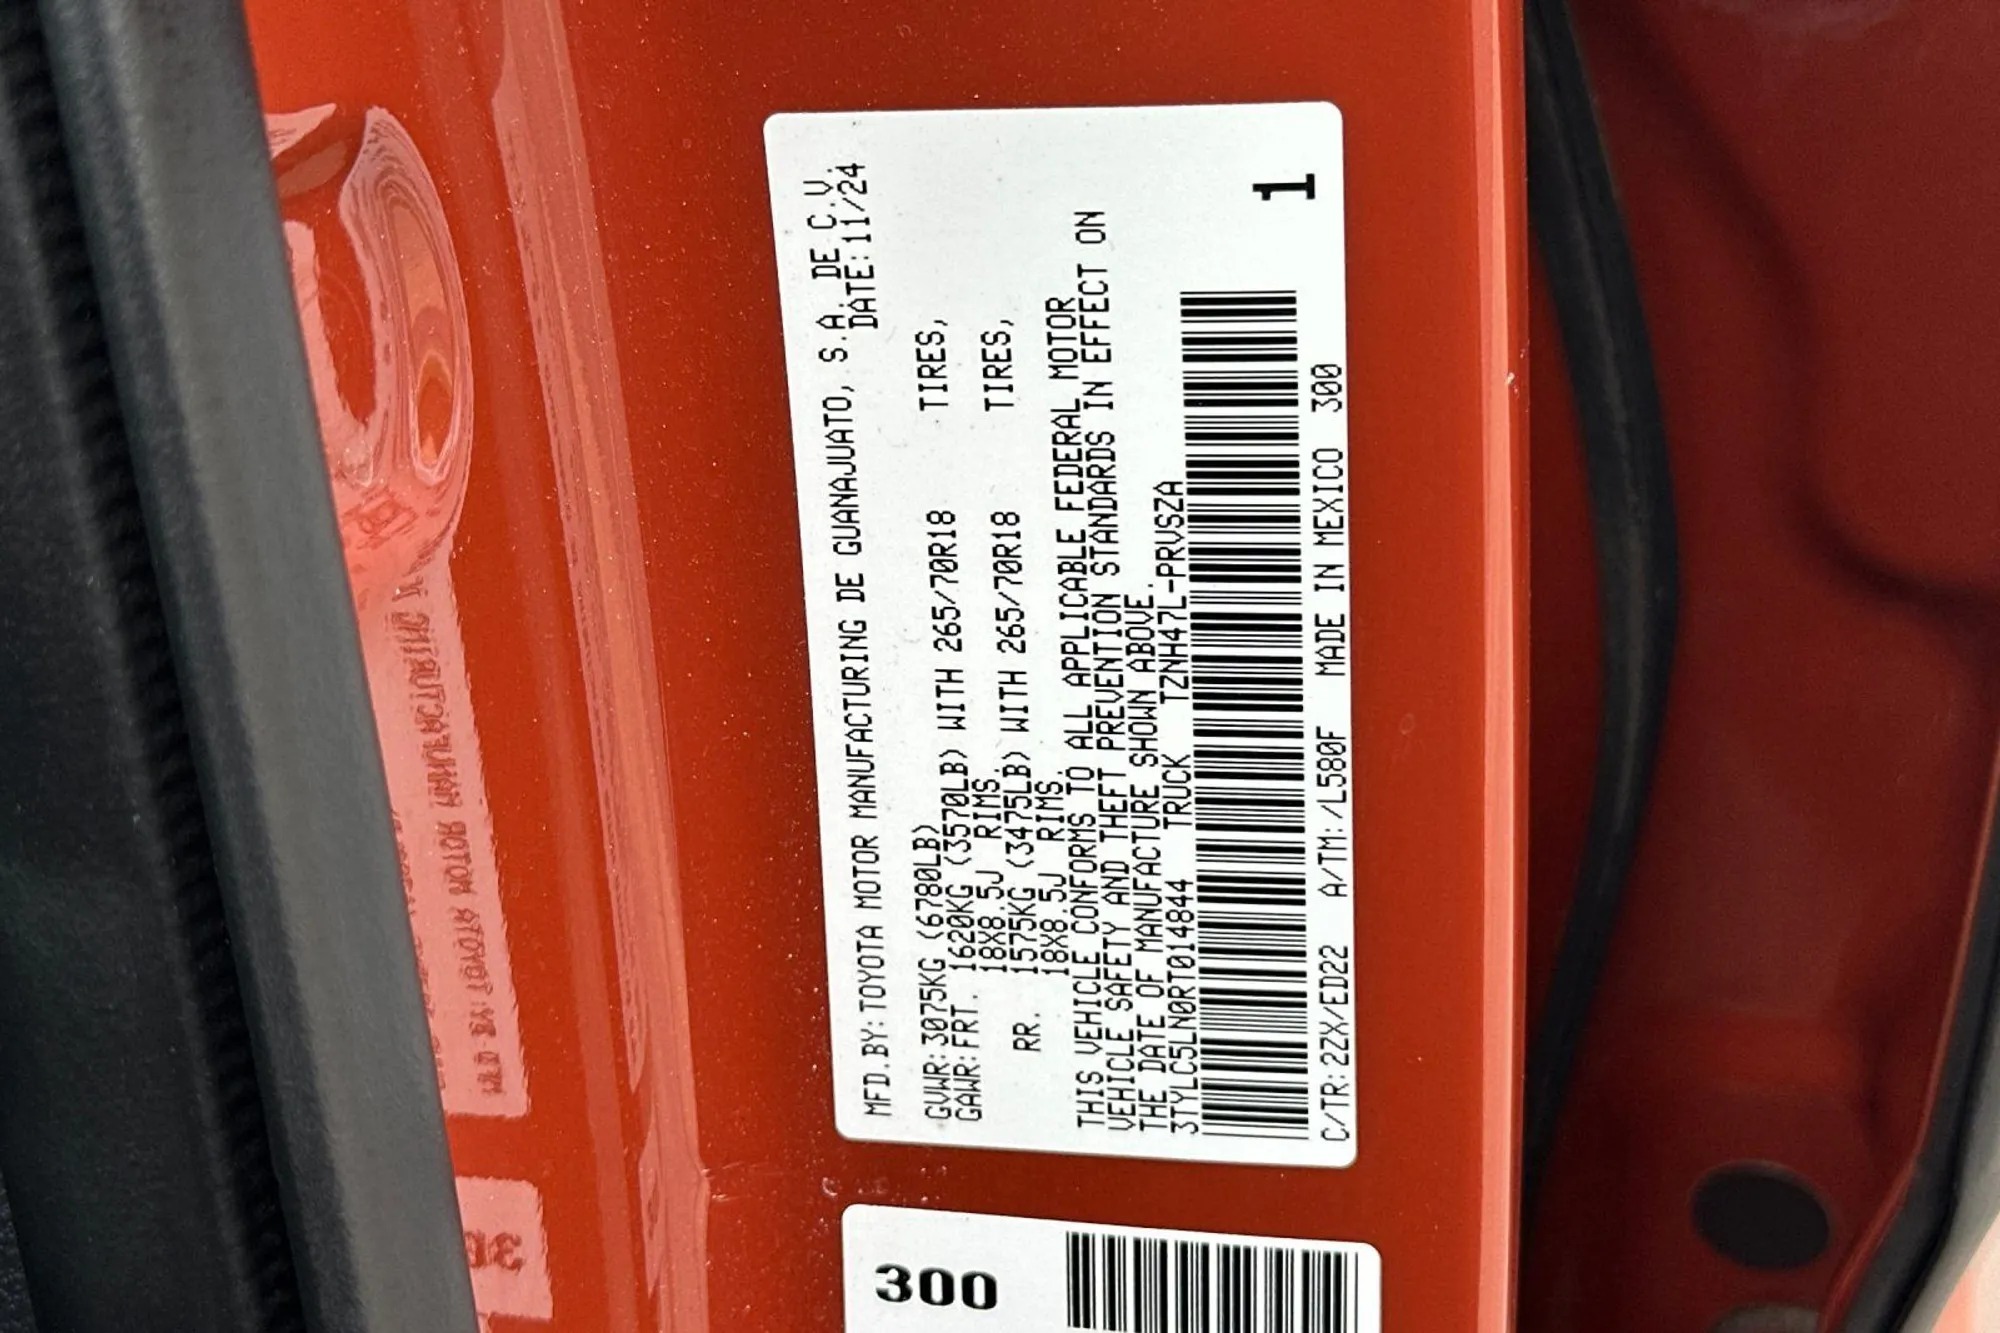 MFD.BY:TOYOTA MOTOR MANUFACTURING DE GUANAJUATO, S.A. DE C.V.
DATE:11/24
GVWR:3075KG (6780LB)
GAWR:FRT. 1620KG (3570LB) WITH 265/70R18 TIRES,
18X8.5J RIMS.
RR. 1575KG (3475LB) WITH 265/70R18 TIRES,
18X8.5J RIMS.
THIS VEHICLE CONFORMS TO ALL APPLICABLE FEDERAL MOTOR
VEHICLE SAFETY AND THEFT PREVENTION STANDARDS IN EFFECT ON
THE DATE OF MANUFACTURE SHOWN ABOVE.
3TYLC5LN0RT014844 TRUCK TZNH47L-PRVSZA
1
C/TR:2ZX/ED22 A/TM:/L580F MADE IN MEXICO 300
300